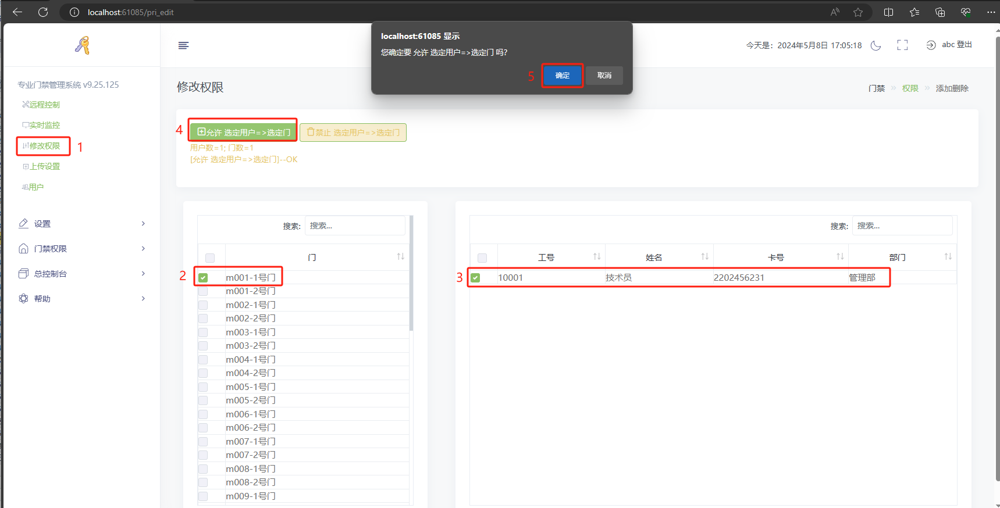 localhost:61085/pri_edit
localhost:61085 显示
您确定要 允许 选定用户=>选定门 吗?
5
确定
取消
今天是：2024年5月8日 17:05:18
abc 登出
专业门禁管理系统 v9.25.125
远程控制
实时监控
修改权限
1
上传设置
用户
设置
门禁权限
总控制台
帮助
修改权限
门禁 » 权限 » 添加删除
4
允许 选定用户=>选定门
禁止 选定用户=>选定门
用户数=1; 门数=1
[允许 选定用户=>选定门]--OK
搜索: 搜索...
门
2
m001-1号门
m001-2号门
m002-1号门
m002-2号门
m003-1号门
m003-2号门
m004-1号门
m004-2号门
m005-1号门
m005-2号门
m006-1号门
m006-2号门
m007-1号门
m007-2号门
m008-1号门
m008-2号门
m009-1号门
搜索: 搜索...
工号 姓名 卡号 部门
3
10001 技术员 2202456231 管理部